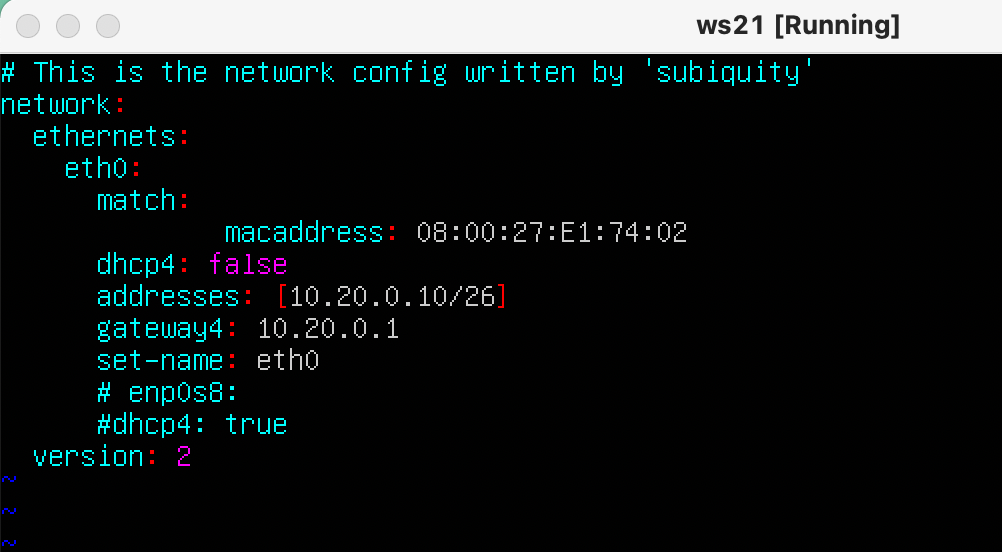 ws21 [Running]
# This is the network config written by 'subiquity'
network:
  ethernets:
    eth0:
      match:
              macaddress: 08:00:27:E1:74:02
      dhcp4: false
      addresses: [10.20.0.10/26]
      gateway4: 10.20.0.1
      set-name: eth0
      # enp0s8:
      #dhcp4: true
  version: 2
~
~
~